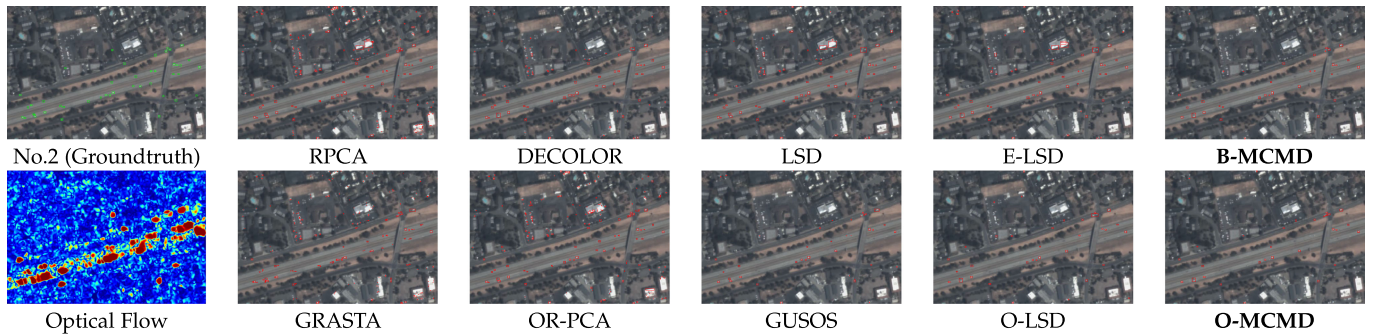 No.2 (Groundtruth) RPCA DECOLOR LSD E-LSD B-MCMD
Optical Flow GRASTA OR-PCA GUSOS O-LSD O-MCMD